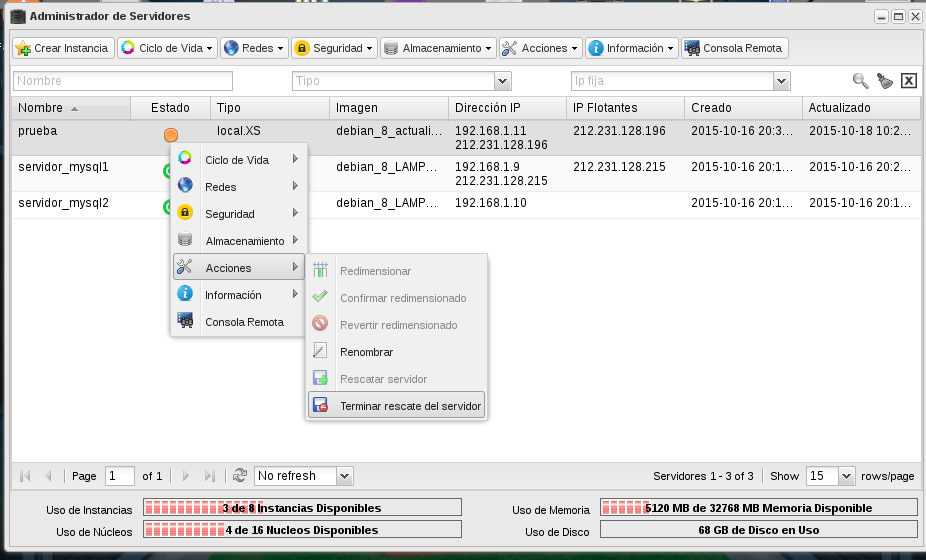 Administrador de Servidores
Crear Instancia Ciclo de Vida Redes Seguridad Almacenamiento Acciones Información Consola Remota
Nombre Tipo Ip fija
Nombre Estado Tipo Imagen Dirección IP IP Flotantes Creado Actualizado
prueba local.XS debian_8_actuali... 192.168.1.11 212.231.128.196 2015-10-16 20:3... 2015-10-18 10:2...
212.231.128.196
servidor_mysql1 debian_8_LAMP... 192.168.1.9 212.231.128.215 2015-10-16 20:1... 2015-10-16 20:2...
212.231.128.215
servidor_mysql2 debian_8_LAMP... 192.168.1.10 2015-10-16 20:1... 2015-10-16 20:1...
Ciclo de Vida
Redes
Seguridad
Almacenamiento
Acciones
Información
Consola Remota
Redimensionar
Confirmar redimensionado
Revertir redimensionado
Renombrar
Rescatar servidor
Terminar rescate del servidor
Page 1 of 1 No refresh Servidores 1 - 3 of 3 Show 15 rows/page
Uso de Instancias 3 de 8 Instancias Disponibles Uso de Memoria 5120 MB de 32768 MB Memoria Disponible
Uso de Núcleos 4 de 16 Nucleos Disponibles Uso de Disco 68 GB de Disco en Uso